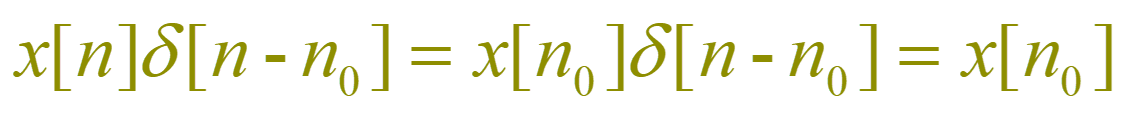 x[n]δ[n - n₀] = x[n₀]δ[n - n₀] = x[n₀]